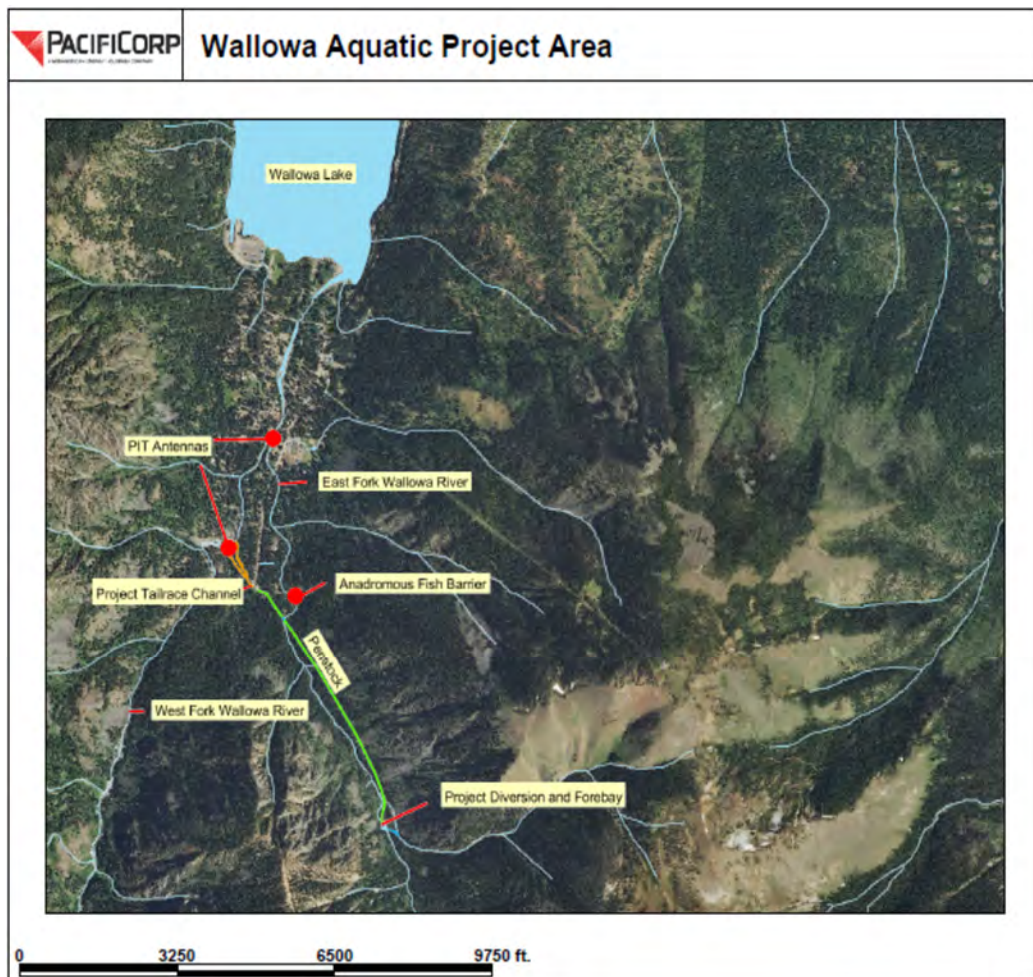 PACIFICORP
Wallowa Aquatic Project Area
Wallowa Lake
PIT Antennas
East Fork Wallowa River
Project Tailrace Channel
Anadromous Fish Barrier
Penstock
West Fork Wallowa River
Project Diversion and Forebay
0 3250 6500 9750 ft.